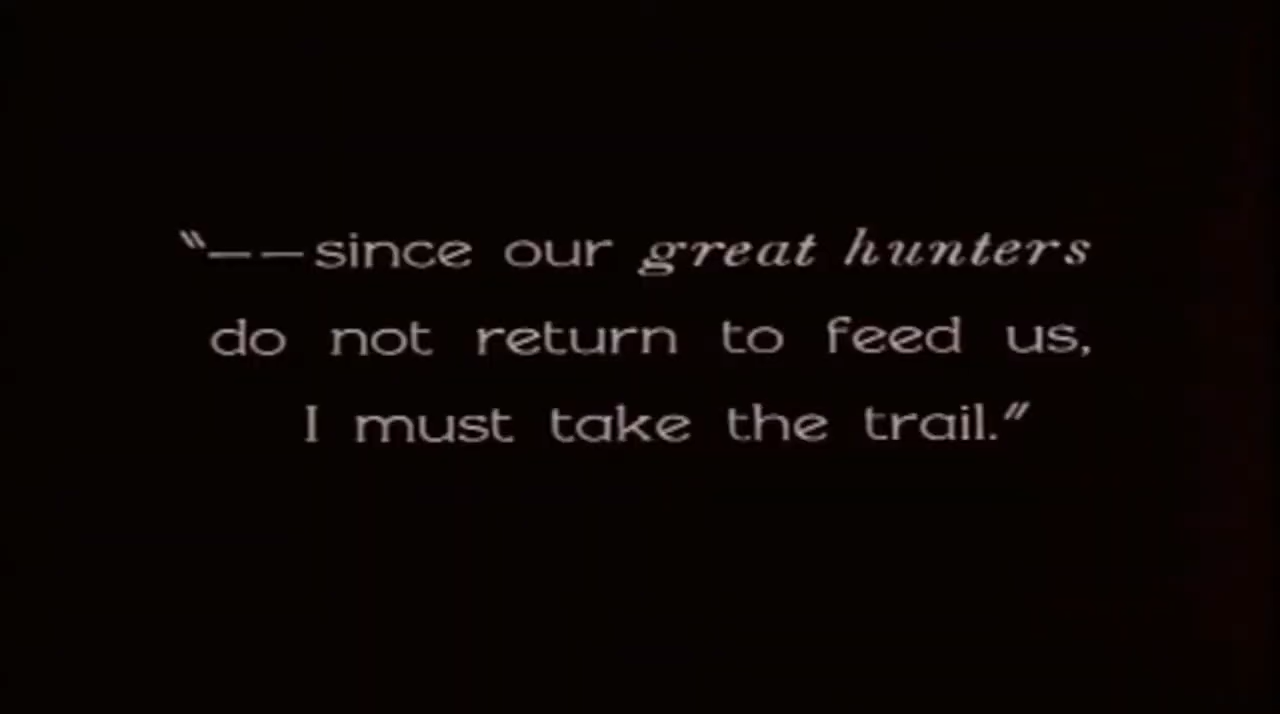 "——since our great hunters
do not return to feed us,
I must take the trail."